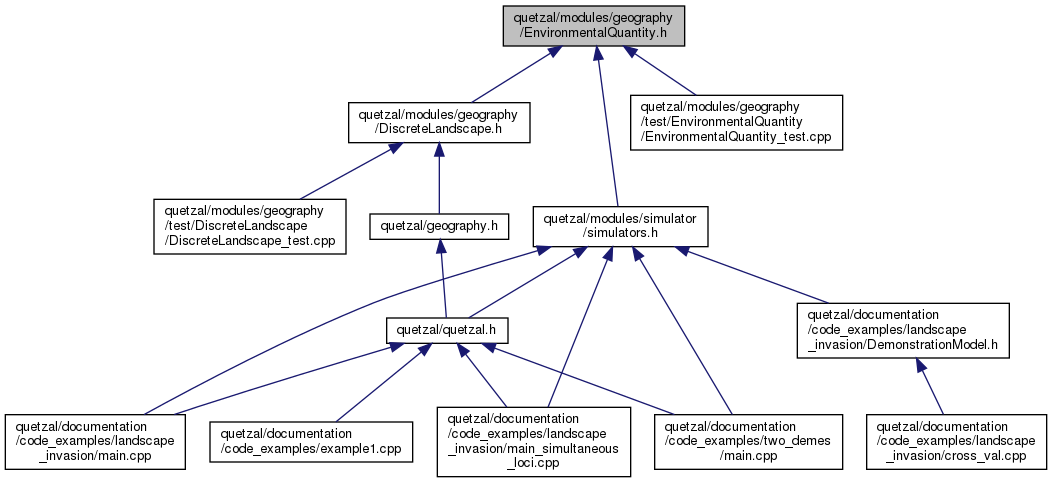 quetzal/modules/geography
/EnvironmentalQuantity.h
quetzal/modules/geography
/DiscreteLandscape.h
quetzal/modules/geography
/test/EnvironmentalQuantity
/EnvironmentalQuantity_test.cpp
quetzal/modules/geography
/test/DiscreteLandscape
/DiscreteLandscape_test.cpp
quetzal/geography.h
quetzal/modules/simulator
/simulators.h
quetzal/quetzal.h
quetzal/documentation
/code_examples/landscape
_invasion/DemonstrationModel.h
quetzal/documentation
/code_examples/landscape
_invasion/main.cpp
quetzal/documentation
/code_examples/example1.cpp
quetzal/documentation
/code_examples/landscape
_invasion/main_simultaneous
_loci.cpp
quetzal/documentation
/code_examples/two_demes
/main.cpp
quetzal/documentation
/code_examples/landscape
_invasion/cross_val.cpp